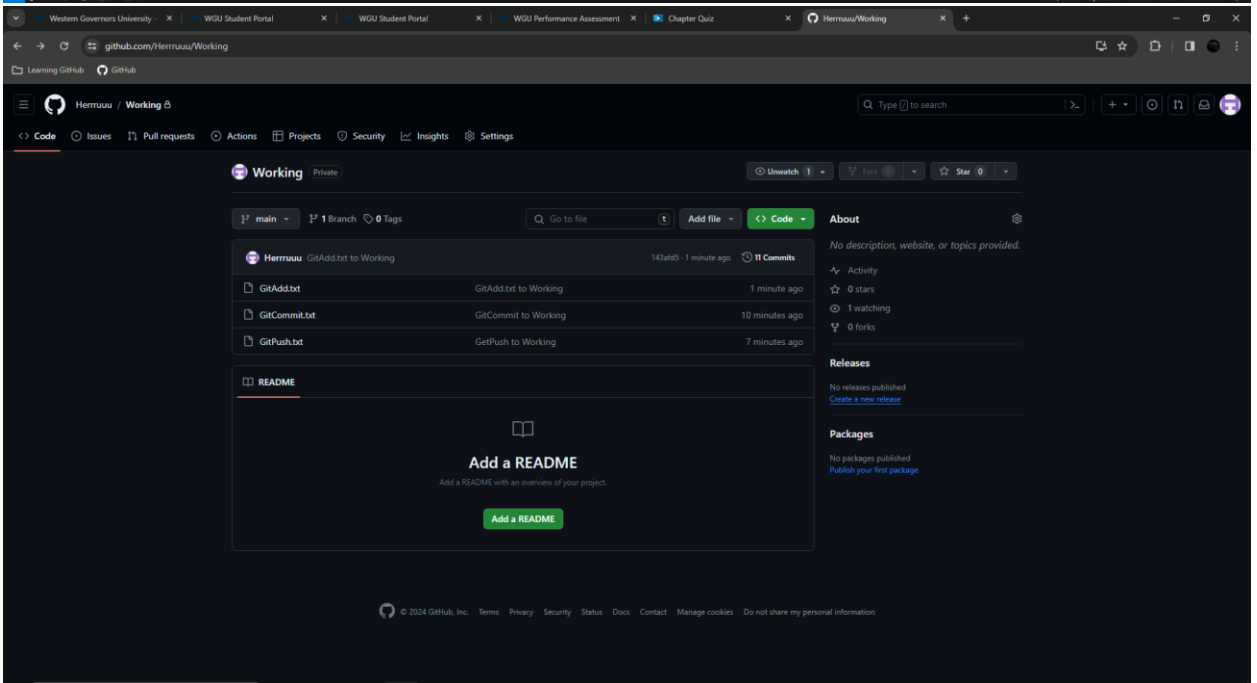 Western Governors University - WGU Student Portal WGU Student Portal WGU Performance Assessment Chapter Quiz Herrruuu/Working
github.com/Herrruuu/Working
Learning GitHub GitHub
Herrruuu / Working Type / to search
Code Issues Pull requests Actions Projects Security Insights Settings
Working Private Unwatch 1 Fork 0 Star 0
main 1 Branch 0 Tags Go to file t Add file Code
Herrruuu GitAdd.txt to Working 143afd5 · 1 minute ago 11 Commits
GitAdd.txt GitAdd.txt to Working 1 minute ago
GitCommit.txt GitCommit to Working 10 minutes ago
GitPush.txt GetPush to Working 7 minutes ago
README
Add a README
Add a README with an overview of your project.
Add a README
About
No description, website, or topics provided.
Activity
0 stars
1 watching
0 forks
Releases
No releases published
Create a new release
Packages
No packages published
Publish your first package
© 2024 GitHub, Inc. Terms Privacy Security Status Docs Contact Manage cookies Do not share my personal information